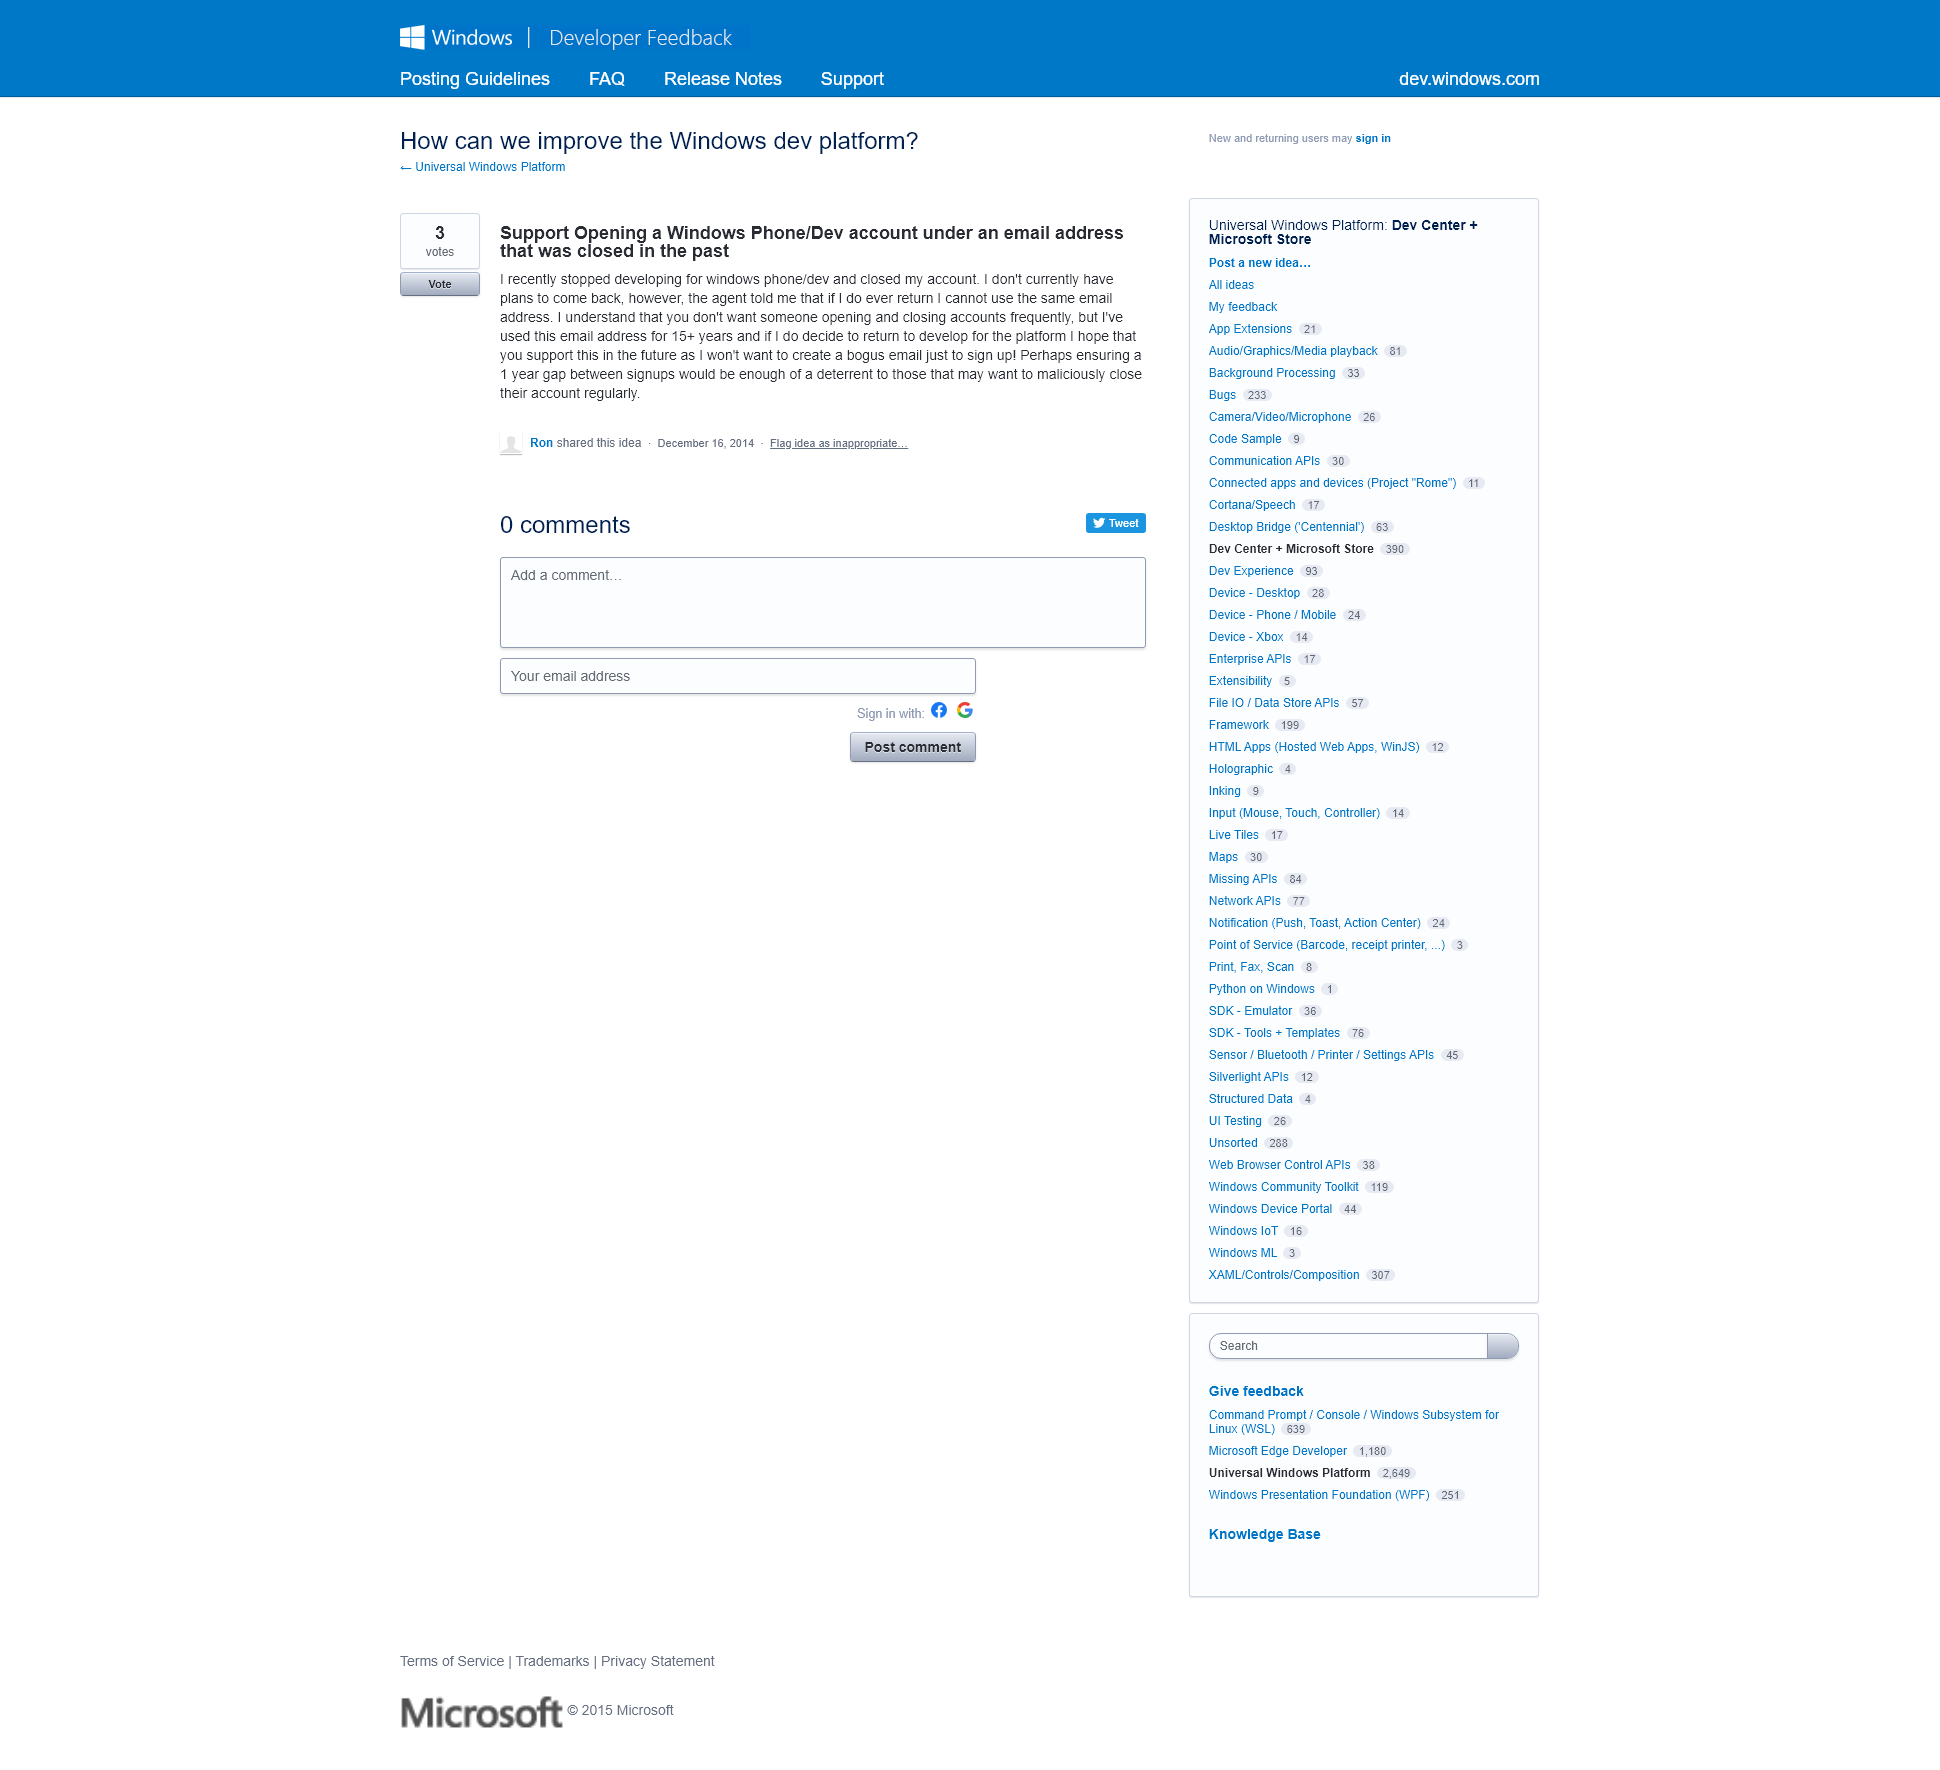 Windows | Developer Feedback
Posting Guidelines FAQ Release Notes Support dev.windows.com
How can we improve the Windows dev platform?
← Universal Windows Platform
New and returning users may sign in
3
votes
Vote
Support Opening a Windows Phone/Dev account under an email address
that was closed in the past
I recently stopped developing for windows phone/dev and closed my account. I don't currently have
plans to come back, however, the agent told me that if I do ever return I cannot use the same email
address. I understand that you don't want someone opening and closing accounts frequently, but I've
used this email address for 15+ years and if I do decide to return to develop for the platform I hope that
you support this in the future as I won't want to create a bogus email just to sign up! Perhaps ensuring a
1 year gap between signups would be enough of a deterrent to those that may want to maliciously close
their account regularly.
Ron shared this idea · December 16, 2014 · Flag idea as inappropriate…
0 comments
Tweet
Add a comment…
Your email address
Sign in with:
Post comment
Universal Windows Platform: Dev Center +
Microsoft Store
Post a new idea…
All ideas
My feedback
App Extensions 21
Audio/Graphics/Media playback 81
Background Processing 33
Bugs 233
Camera/Video/Microphone 26
Code Sample 9
Communication APIs 30
Connected apps and devices (Project "Rome") 11
Cortana/Speech 17
Desktop Bridge ('Centennial') 63
Dev Center + Microsoft Store 390
Dev Experience 93
Device - Desktop 28
Device - Phone / Mobile 24
Device - Xbox 14
Enterprise APIs 17
Extensibility 5
File IO / Data Store APIs 57
Framework 199
HTML Apps (Hosted Web Apps, WinJS) 12
Holographic 4
Inking 9
Input (Mouse, Touch, Controller) 14
Live Tiles 17
Maps 30
Missing APIs 84
Network APIs 77
Notification (Push, Toast, Action Center) 24
Point of Service (Barcode, receipt printer, ...) 3
Print, Fax, Scan 8
Python on Windows 1
SDK - Emulator 36
SDK - Tools + Templates 76
Sensor / Bluetooth / Printer / Settings APIs 45
Silverlight APIs 12
Structured Data 4
UI Testing 26
Unsorted 288
Web Browser Control APIs 38
Windows Community Toolkit 119
Windows Device Portal 44
Windows IoT 16
Windows ML 3
XAML/Controls/Composition 307
Search
Give feedback
Command Prompt / Console / Windows Subsystem for
Linux (WSL) 639
Microsoft Edge Developer 1,180
Universal Windows Platform 2,649
Windows Presentation Foundation (WPF) 251
Knowledge Base
Terms of Service | Trademarks | Privacy Statement
Microsoft © 2015 Microsoft